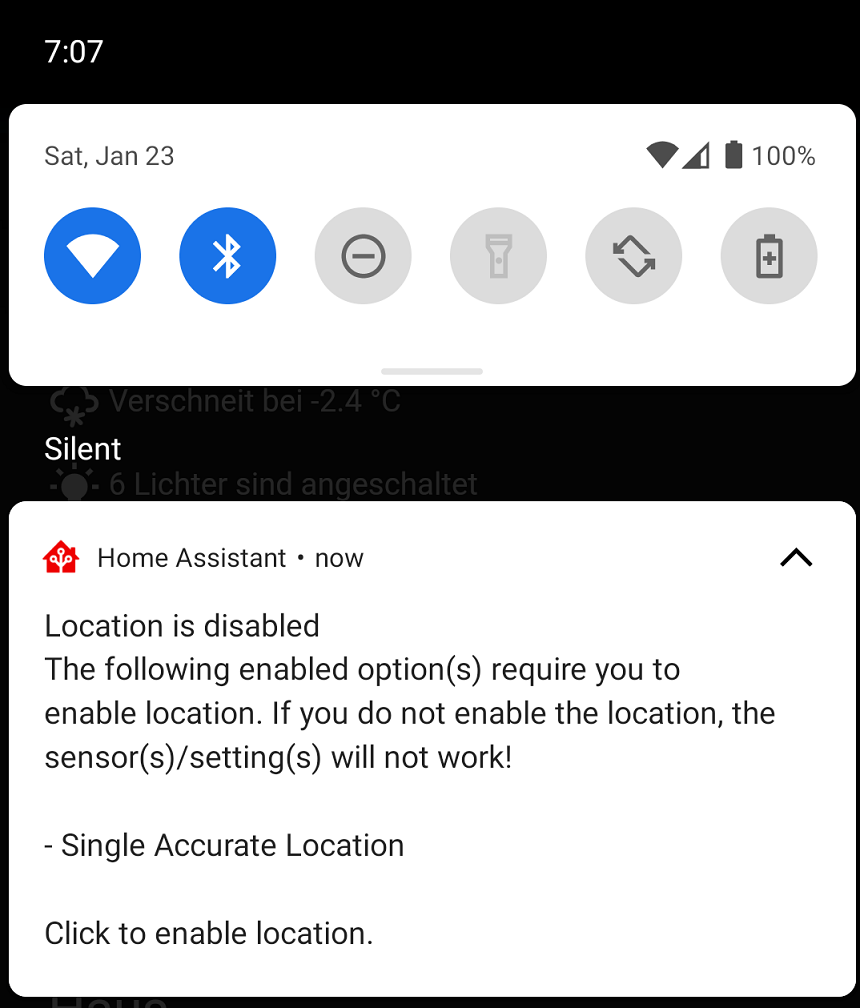 7:07
Sat, Jan 23
100%
Verschneit bei -2.4 °C
Silent
6 Lichter sind angeschaltet
Home Assistant • now
Location is disabled
The following enabled option(s) require you to
enable location. If you do not enable the location, the
sensor(s)/setting(s) will not work!
- Single Accurate Location
Click to enable location.
Haus